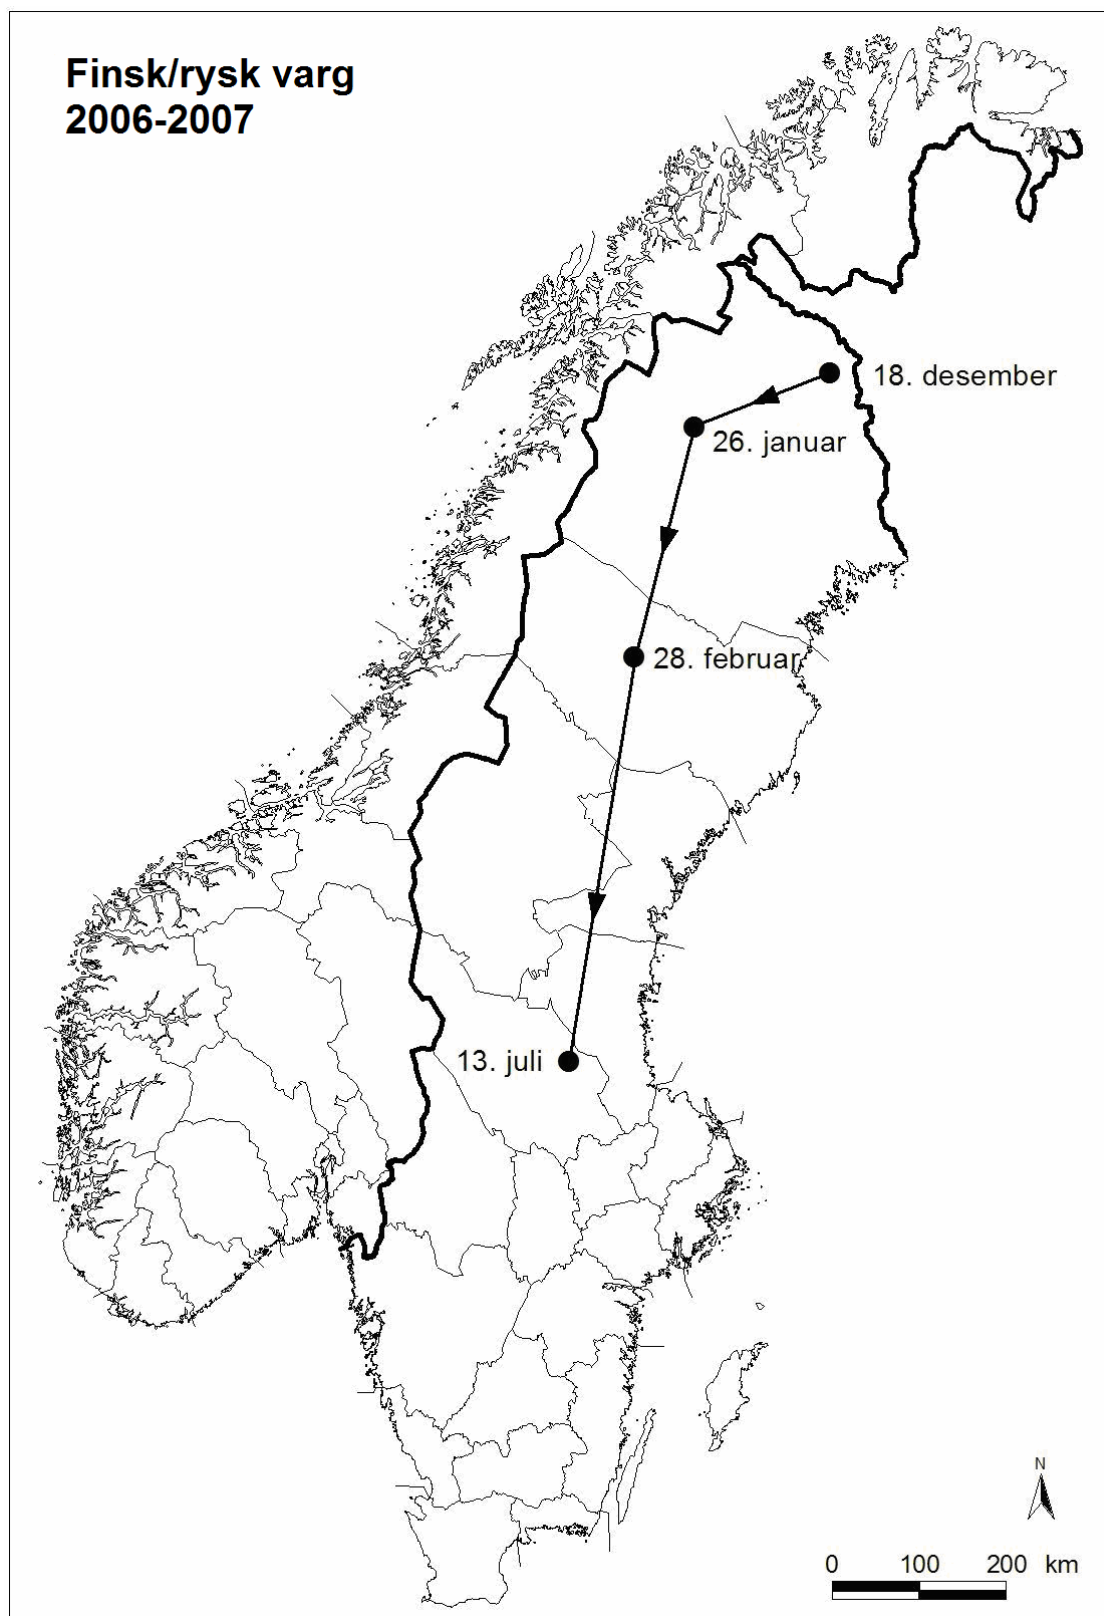 Finsk/rysk varg
2006-2007
18. desember
26. januar
28. februar
13. juli
N
0 100 200 km